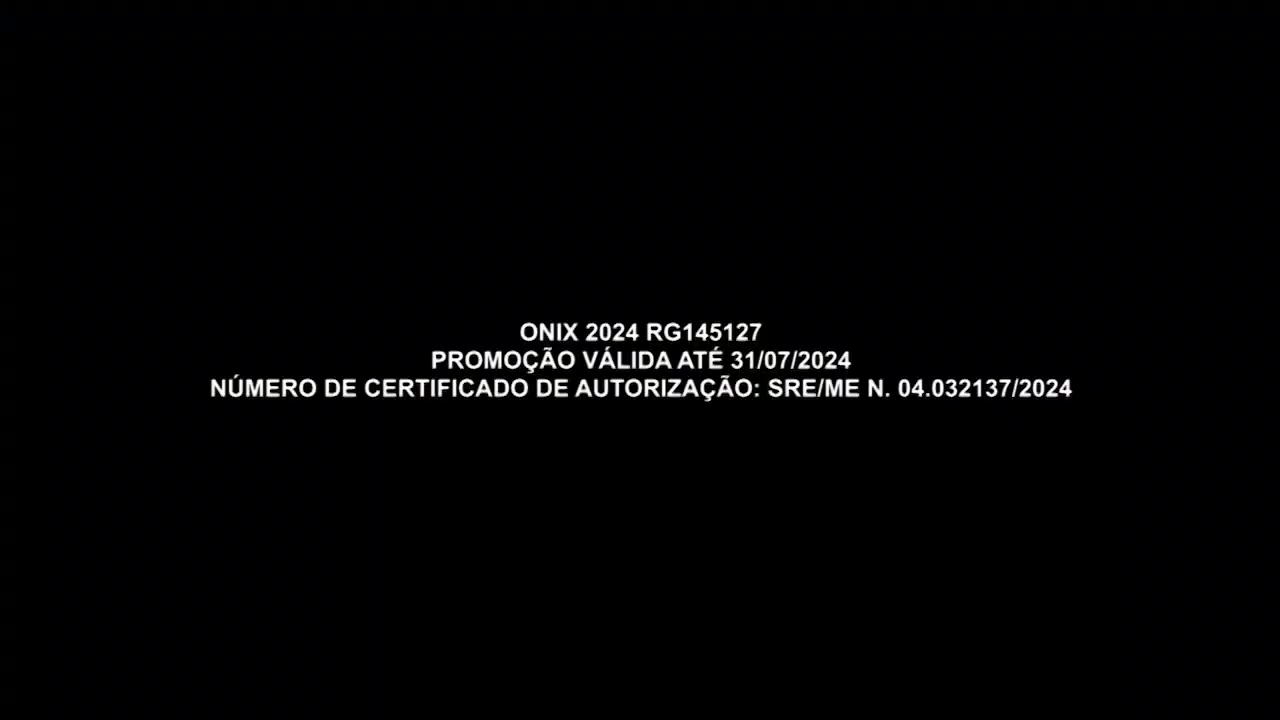 ONIX 2024 RG145127
PROMOÇÃO VÁLIDA ATÉ 31/07/2024
NÚMERO DE CERTIFICADO DE AUTORIZAÇÃO: SRE/ME N. 04.032137/2024